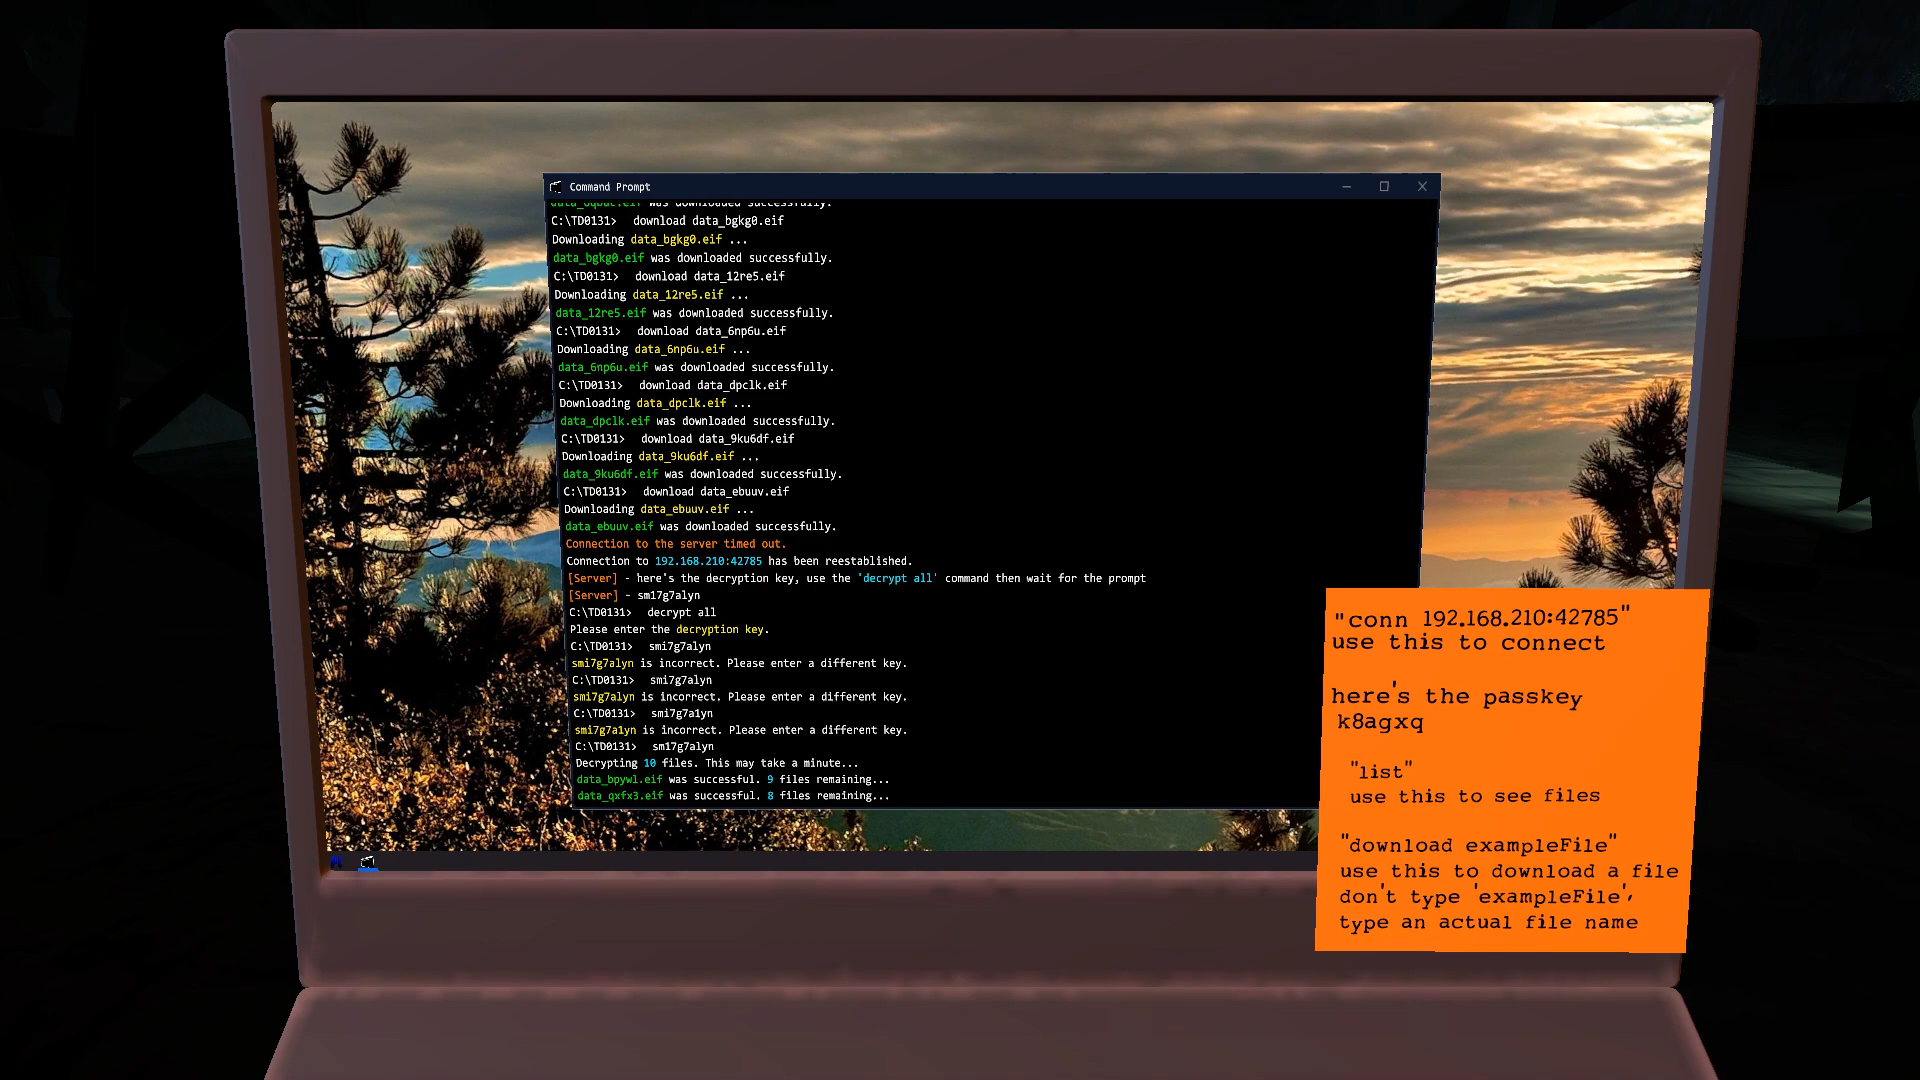 Command Prompt
data_6qbac.eif was downloaded successfully.
C:\TD0131> download data_bgkg0.eif
Downloading data_bgkg0.eif ...
data_bgkg0.eif was downloaded successfully.
C:\TD0131> download data_12re5.eif
Downloading data_12re5.eif ...
data_12re5.eif was downloaded successfully.
C:\TD0131> download data_6np6u.eif
Downloading data_6np6u.eif ...
data_6np6u.eif was downloaded successfully.
C:\TD0131> download data_dpclk.eif
Downloading data_dpclk.eif ...
data_dpclk.eif was downloaded successfully.
C:\TD0131> download data_9ku6df.eif
Downloading data_9ku6df.eif ...
data_9ku6df.eif was downloaded successfully.
C:\TD0131> download data_ebuuv.eif
Downloading data_ebuuv.eif ...
data_ebuuv.eif was downloaded successfully.
Connection to the server timed out.
Connection to 192.168.210:42785 has been reestablished.
[Server] - here's the decryption key, use the 'decrypt all' command then wait for the prompt
[Server] - sm17g7alyn
C:\TD0131> decrypt all
Please enter the decryption key.
C:\TD0131> smi7g7alyn
smi7g7alyn is incorrect. Please enter a different key.
C:\TD0131> smi7g7alyn
smi7g7alyn is incorrect. Please enter a different key.
C:\TD0131> smi7g7a1yn
smi7g7a1yn is incorrect. Please enter a different key.
C:\TD0131> sm17g7alyn
Decrypting 10 files. This may take a minute...
data_bpywl.eif was successful. 9 files remaining...
data_qxfx3.eif was successful. 8 files remaining...
"conn 192.168.210:42785"
use this to connect
here's the passkey
k8agxq
"list"
use this to see files
"download exampleFile"
use this to download a file
don't type 'exampleFile',
type an actual file name